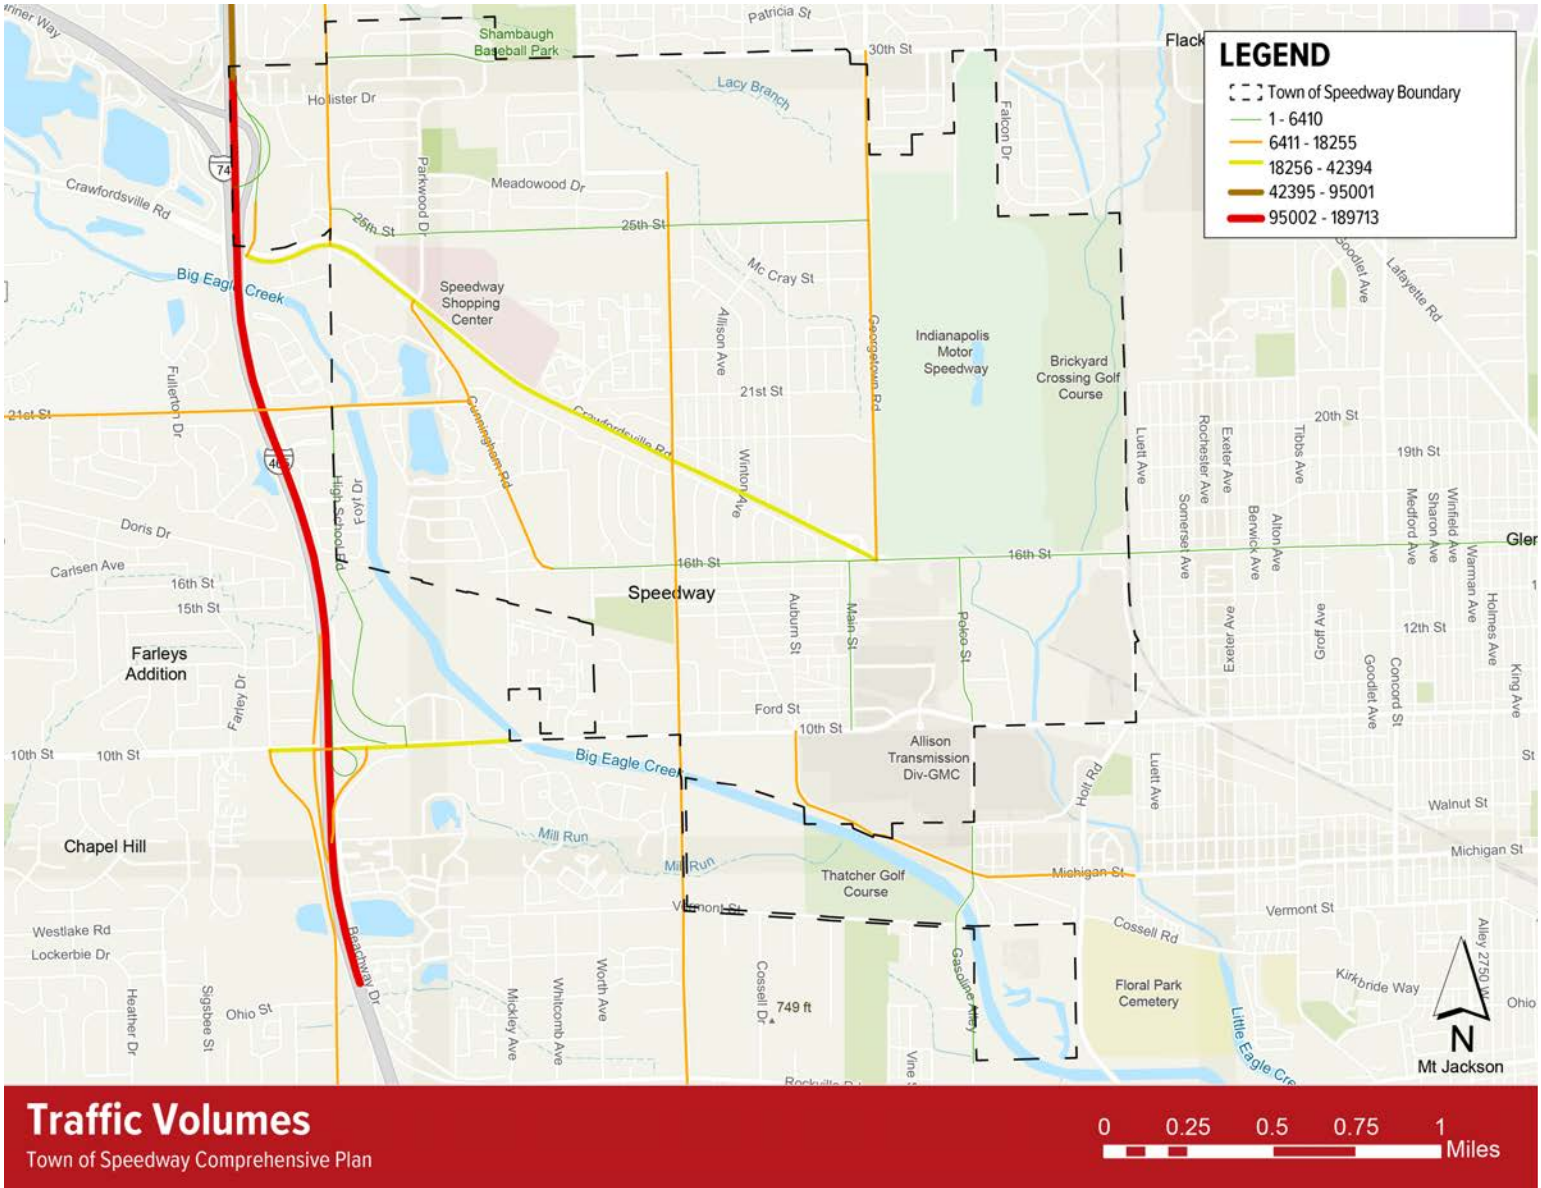 Patricia St
Shambaugh
Baseball Park
30th St
Flack
Lacy Branch
Hollister Dr
Falcon Dr
74
Parkwood Dr
Meadowood Dr
Crawfordsville Rd
25th St
25th St
Mc Cray St
Big Eagle Creek
Speedway
Shopping
Center
Allison Ave
Georgetown Rd
Indianapolis
Motor
Speedway
Brickyard
Crossing Golf
Course
Goodlet Ave
Lafayette Rd
LEGEND
Town of Speedway Boundary
1 - 6410
6411 - 18255
18256 - 42394
42395 - 95001
95002 - 189713
Fullerton Dr
21st St
21st St
20th St
Cunningham Rd
Crawfordsville Rd
Winton Ave
Luett Ave
Rochester Ave
Exeter Ave
Tibbs Ave
19th St
465
High School Rd
Foyt Dr
Somerset Ave
Berwick Ave
Alton Ave
Medford Ave
Sharon Ave
Winfield Ave
Warman Ave
Doris Dr
Carlsen Ave
16th St
16th St
16th St
Gler
15th St
Speedway
Auburn St
Main St
Polco St
Exeter Ave
Groff Ave
12th St
Holmes Ave
Farleys
Addition
Farley Dr
Goodlet Ave
Concord St
King Ave
Ford St
10th St
10th St
10th St
St
Big Eagle Creek
Allison
Transmission
Div-GMC
Holt Rd
Luett Ave
Walnut St
Chapel Hill
Mill Run
Mill Run
Michigan St
Michigan St
Thatcher Golf
Course
Vermont St
Vermont St
Westlake Rd
Lockerbie Dr
Beachway Dr
Cossell Rd
Alley 2750 W
Heather Dr
Sigsbee St
Ohio St
Mickley Ave
Whitcomb Ave
Worth Ave
Cossell Dr
749 ft
Gasoline Alley
Floral Park
Cemetery
Kirkbride Way
Ohio
Little Eagle Cre
Vine S
N
Mt Jackson
Traffic Volumes
Town of Speedway Comprehensive Plan
0 0.25 0.5 0.75 1
Miles